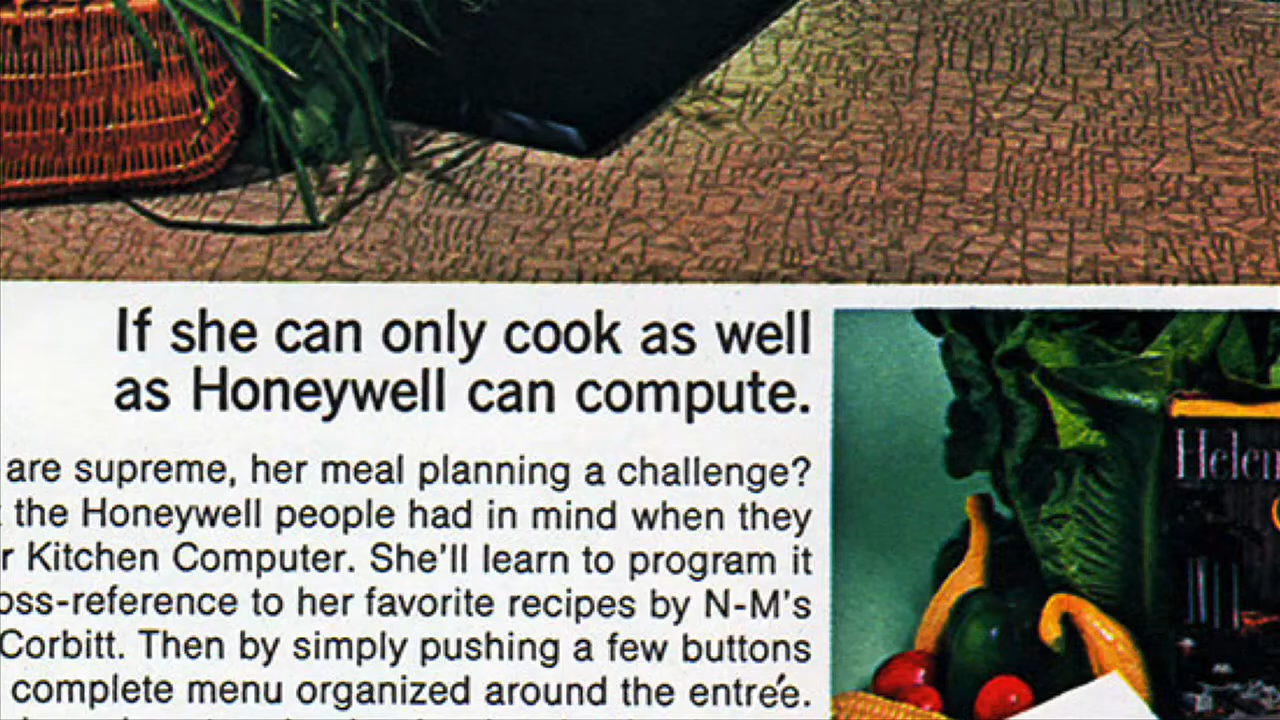 If she can only cook as well
as Honeywell can compute.
are supreme, her meal planning a challenge?
the Honeywell people had in mind when they
Kitchen Computer. She'll learn to program it
to her favorite recipes by N-M's
Corbitt. Then by simply pushing a few buttons
complete menu organized around the entrée.
Helen